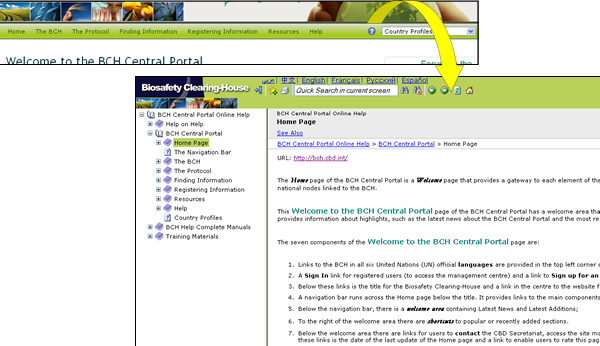 Home The BCH The Protocol Finding Information Registering Information Resources Help Country Profiles
Welcome to the BCH Central Portal
Biosafety Clearing-House عربي | 中文 | English | Français | Русский | Español
Quick Search in current screen
BCH Central Portal Online Help
Help on Help
BCH Central Portal
Home Page
The Navigation Bar
The BCH
The Protocol
Finding Information
Registering Information
Resources
Help
Country Profiles
BCH Help Complete Manuals
Training Materials
BCH Central Portal Online Help
Home Page
See Also
BCH Central Portal Online Help > BCH Central Portal > Home Page
URL: http://bch.cbd.int/
The Home page of the BCH Central Portal is a Welcome page that provides a gateway to each element of the
national nodes linked to the BCH.
This Welcome to the BCH Central Portal page of the BCH Central Portal has a welcome area tha
provides information about highlights, such as the latest news about the BCH Central Portal and the most re
The seven components of the Welcome to the BCH Central Portal page are:
1. Links to the BCH in all six United Nations (UN) official languages are provided in the top left corner o
2. A Sign In link for registered users (to access the management centre) and a link to Sign up for an
3. Below these links is the title for the Biosafety Clearing-House and a link in the centre to the website f
4. A navigation bar runs across the Home page below the title. It provides links to the main components
5. Below the navigation bar, there is a welcome area containing Latest News and Latest Additions;
6. To the right of the welcome area there are shortcuts to popular or recently added sections.
7. Below the welcome area there are links for users to contact the CBD Secretariat, access the site ma
these links is the date of the last update of the Home page and a link to enable users to rate this pag